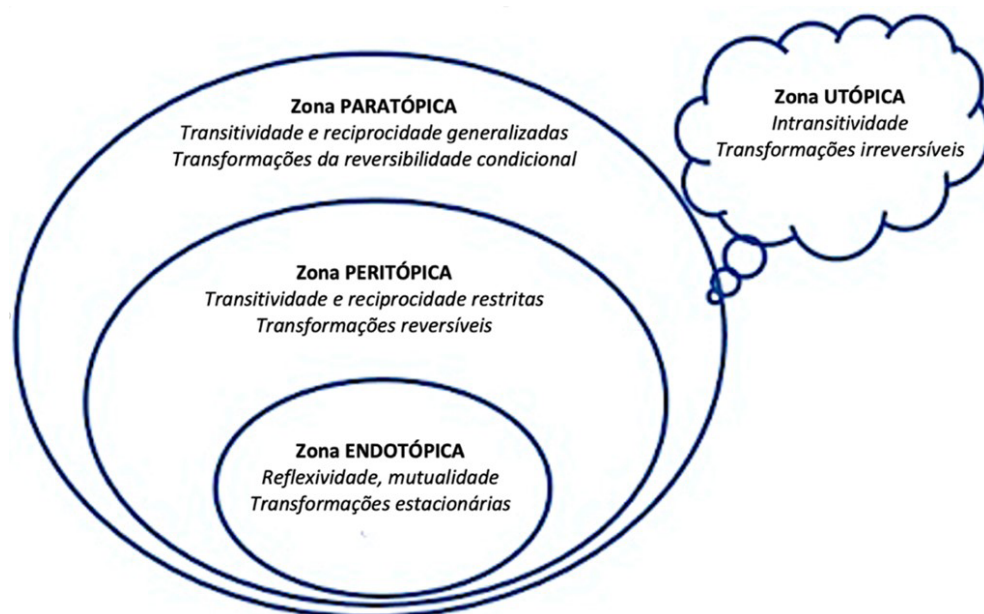 Zona PARATÓPICA
Transitividade e reciprocidade generalizadas
Transformações da reversibilidade condicional
Zona UTÓPICA
Intransitividade
Transformações irreversíveis
Zona PERITÓPICA
Transitividade e reciprocidade restritas
Transformações reversíveis
Zona ENDOTÓPICA
Reflexividade, mutualidade
Transformações estacionárias